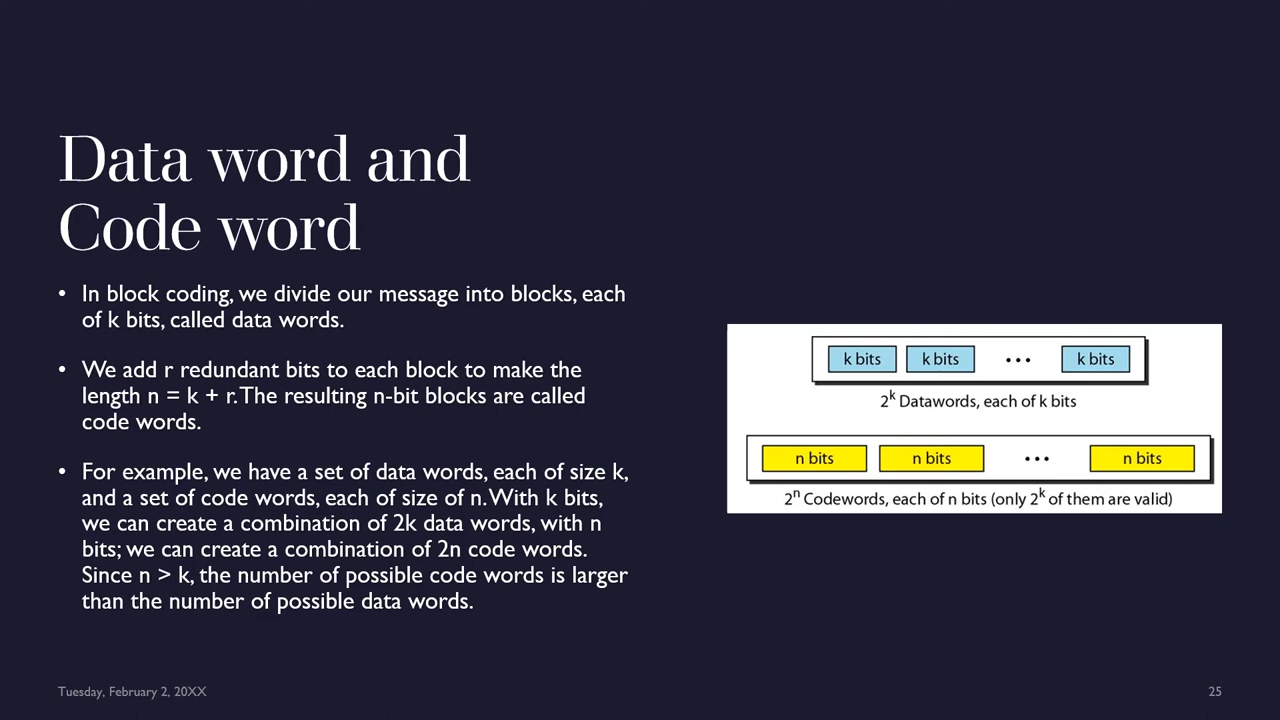 Data word and
Code word
• In block coding, we divide our message into blocks, each
of k bits, called data words.
• We add r redundant bits to each block to make the
length n = k + r. The resulting n-bit blocks are called
code words.
• For example, we have a set of data words, each of size k,
and a set of code words, each of size of n. With k bits,
we can create a combination of 2k data words, with n
bits; we can create a combination of 2n code words.
Since n > k, the number of possible code words is larger
than the number of possible data words.
k bits k bits ••• k bits
2^k Datawords, each of k bits
n bits n bits ••• n bits
2^n Codewords, each of n bits (only 2^k of them are valid)
Tuesday, February 2, 20XX
25